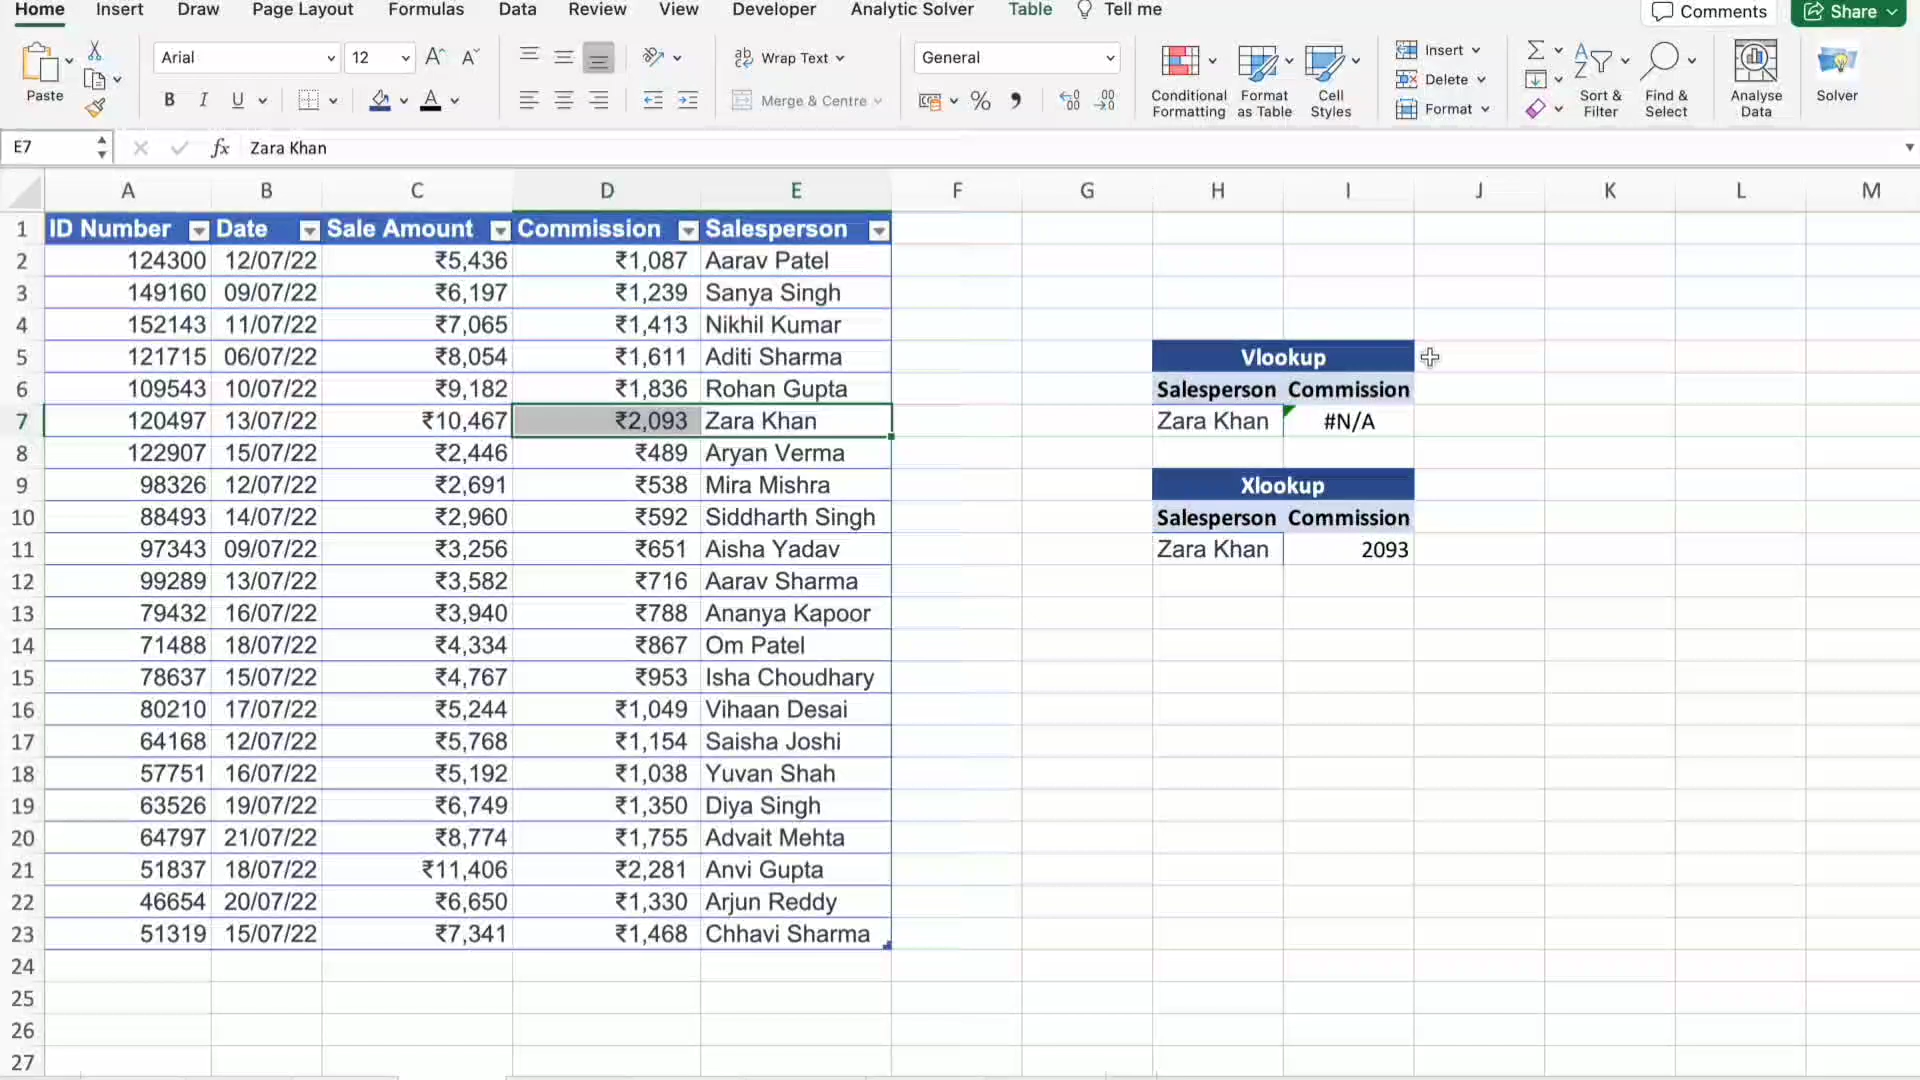 Home Insert Draw Page Layout Formulas Data Review View Developer Analytic Solver Table Tell me Comments Share
Paste Arial 12 A^ A˅ B I U A ab Wrap Text Merge & Centre General % Conditional Formatting Format as Table Cell Styles Insert Delete Format Σ Sort & Filter Find & Select Analyse Data Solver
E7 fx Zara Khan
A B C D E F G H I J K L M
1 ID Number Date Sale Amount Commission Salesperson
2 124300 12/07/22 ₹5,436 ₹1,087 Aarav Patel
3 149160 09/07/22 ₹6,197 ₹1,239 Sanya Singh
4 152143 11/07/22 ₹7,065 ₹1,413 Nikhil Kumar
5 121715 06/07/22 ₹8,054 ₹1,611 Aditi Sharma Vlookup
6 109543 10/07/22 ₹9,182 ₹1,836 Rohan Gupta Salesperson Commission
7 120497 13/07/22 ₹10,467 ₹2,093 Zara Khan Zara Khan #N/A
8 122907 15/07/22 ₹2,446 ₹489 Aryan Verma
9 98326 12/07/22 ₹2,691 ₹538 Mira Mishra Xlookup
10 88493 14/07/22 ₹2,960 ₹592 Siddharth Singh Salesperson Commission
11 97343 09/07/22 ₹3,256 ₹651 Aisha Yadav Zara Khan 2093
12 99289 13/07/22 ₹3,582 ₹716 Aarav Sharma
13 79432 16/07/22 ₹3,940 ₹788 Ananya Kapoor
14 71488 18/07/22 ₹4,334 ₹867 Om Patel
15 78637 15/07/22 ₹4,767 ₹953 Isha Choudhary
16 80210 17/07/22 ₹5,244 ₹1,049 Vihaan Desai
17 64168 12/07/22 ₹5,768 ₹1,154 Saisha Joshi
18 57751 16/07/22 ₹5,192 ₹1,038 Yuvan Shah
19 63526 19/07/22 ₹6,749 ₹1,350 Diya Singh
20 64797 21/07/22 ₹8,774 ₹1,755 Advait Mehta
21 51837 18/07/22 ₹11,406 ₹2,281 Anvi Gupta
22 46654 20/07/22 ₹6,650 ₹1,330 Arjun Reddy
23 51319 15/07/22 ₹7,341 ₹1,468 Chhavi Sharma
24
25
26
27